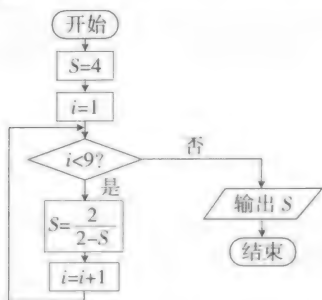 开始
S=4
i=1
i<9?
否
是
S=2/(2-S)
输出 S
i=i+1
结束